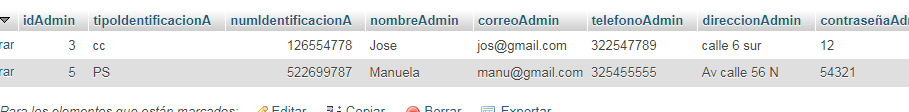 idAdmin tipoIdentificacionA numIdentificacionA nombreAdmin correoAdmin telefonoAdmin direccionAdmin contraseñaAd
rar 3 cc 126554778 Jose jos@gmail.com 322547789 calle 6 sur 12
rar 5 PS 522699787 Manuela manu@gmail.com 325455555 Av calle 56 N 54321
Para los elementos que están marcados: Editar Copiar Borrar Exportar